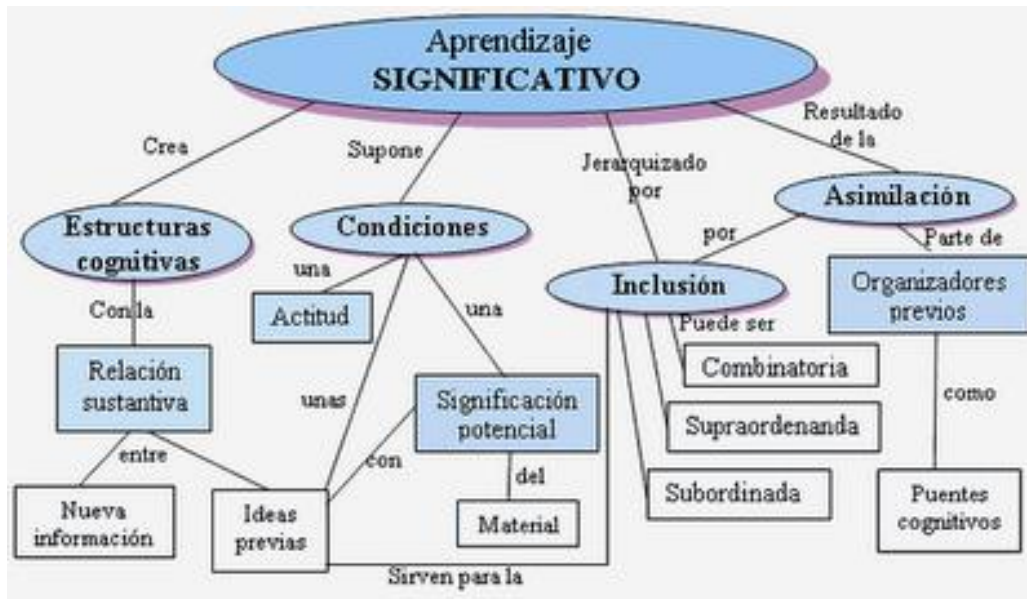 Aprendizaje
SIGNIFICATIVO
Crea
Supone
Jerarquizado
por
Resultado
de la
Estructuras
cognitivas
Condiciones
Asimilación
por
Parte de
Inclusión
Organizadores
previos
Con la
una
Actitud
una
Puede ser
Combinatoria
Relación
sustantiva
unas
Significación
potencial
como
Supraordenanda
entre
con
del
Subordinada
Nueva
información
Ideas
previas
Material
Puentes
cognitivos
Sirven para la